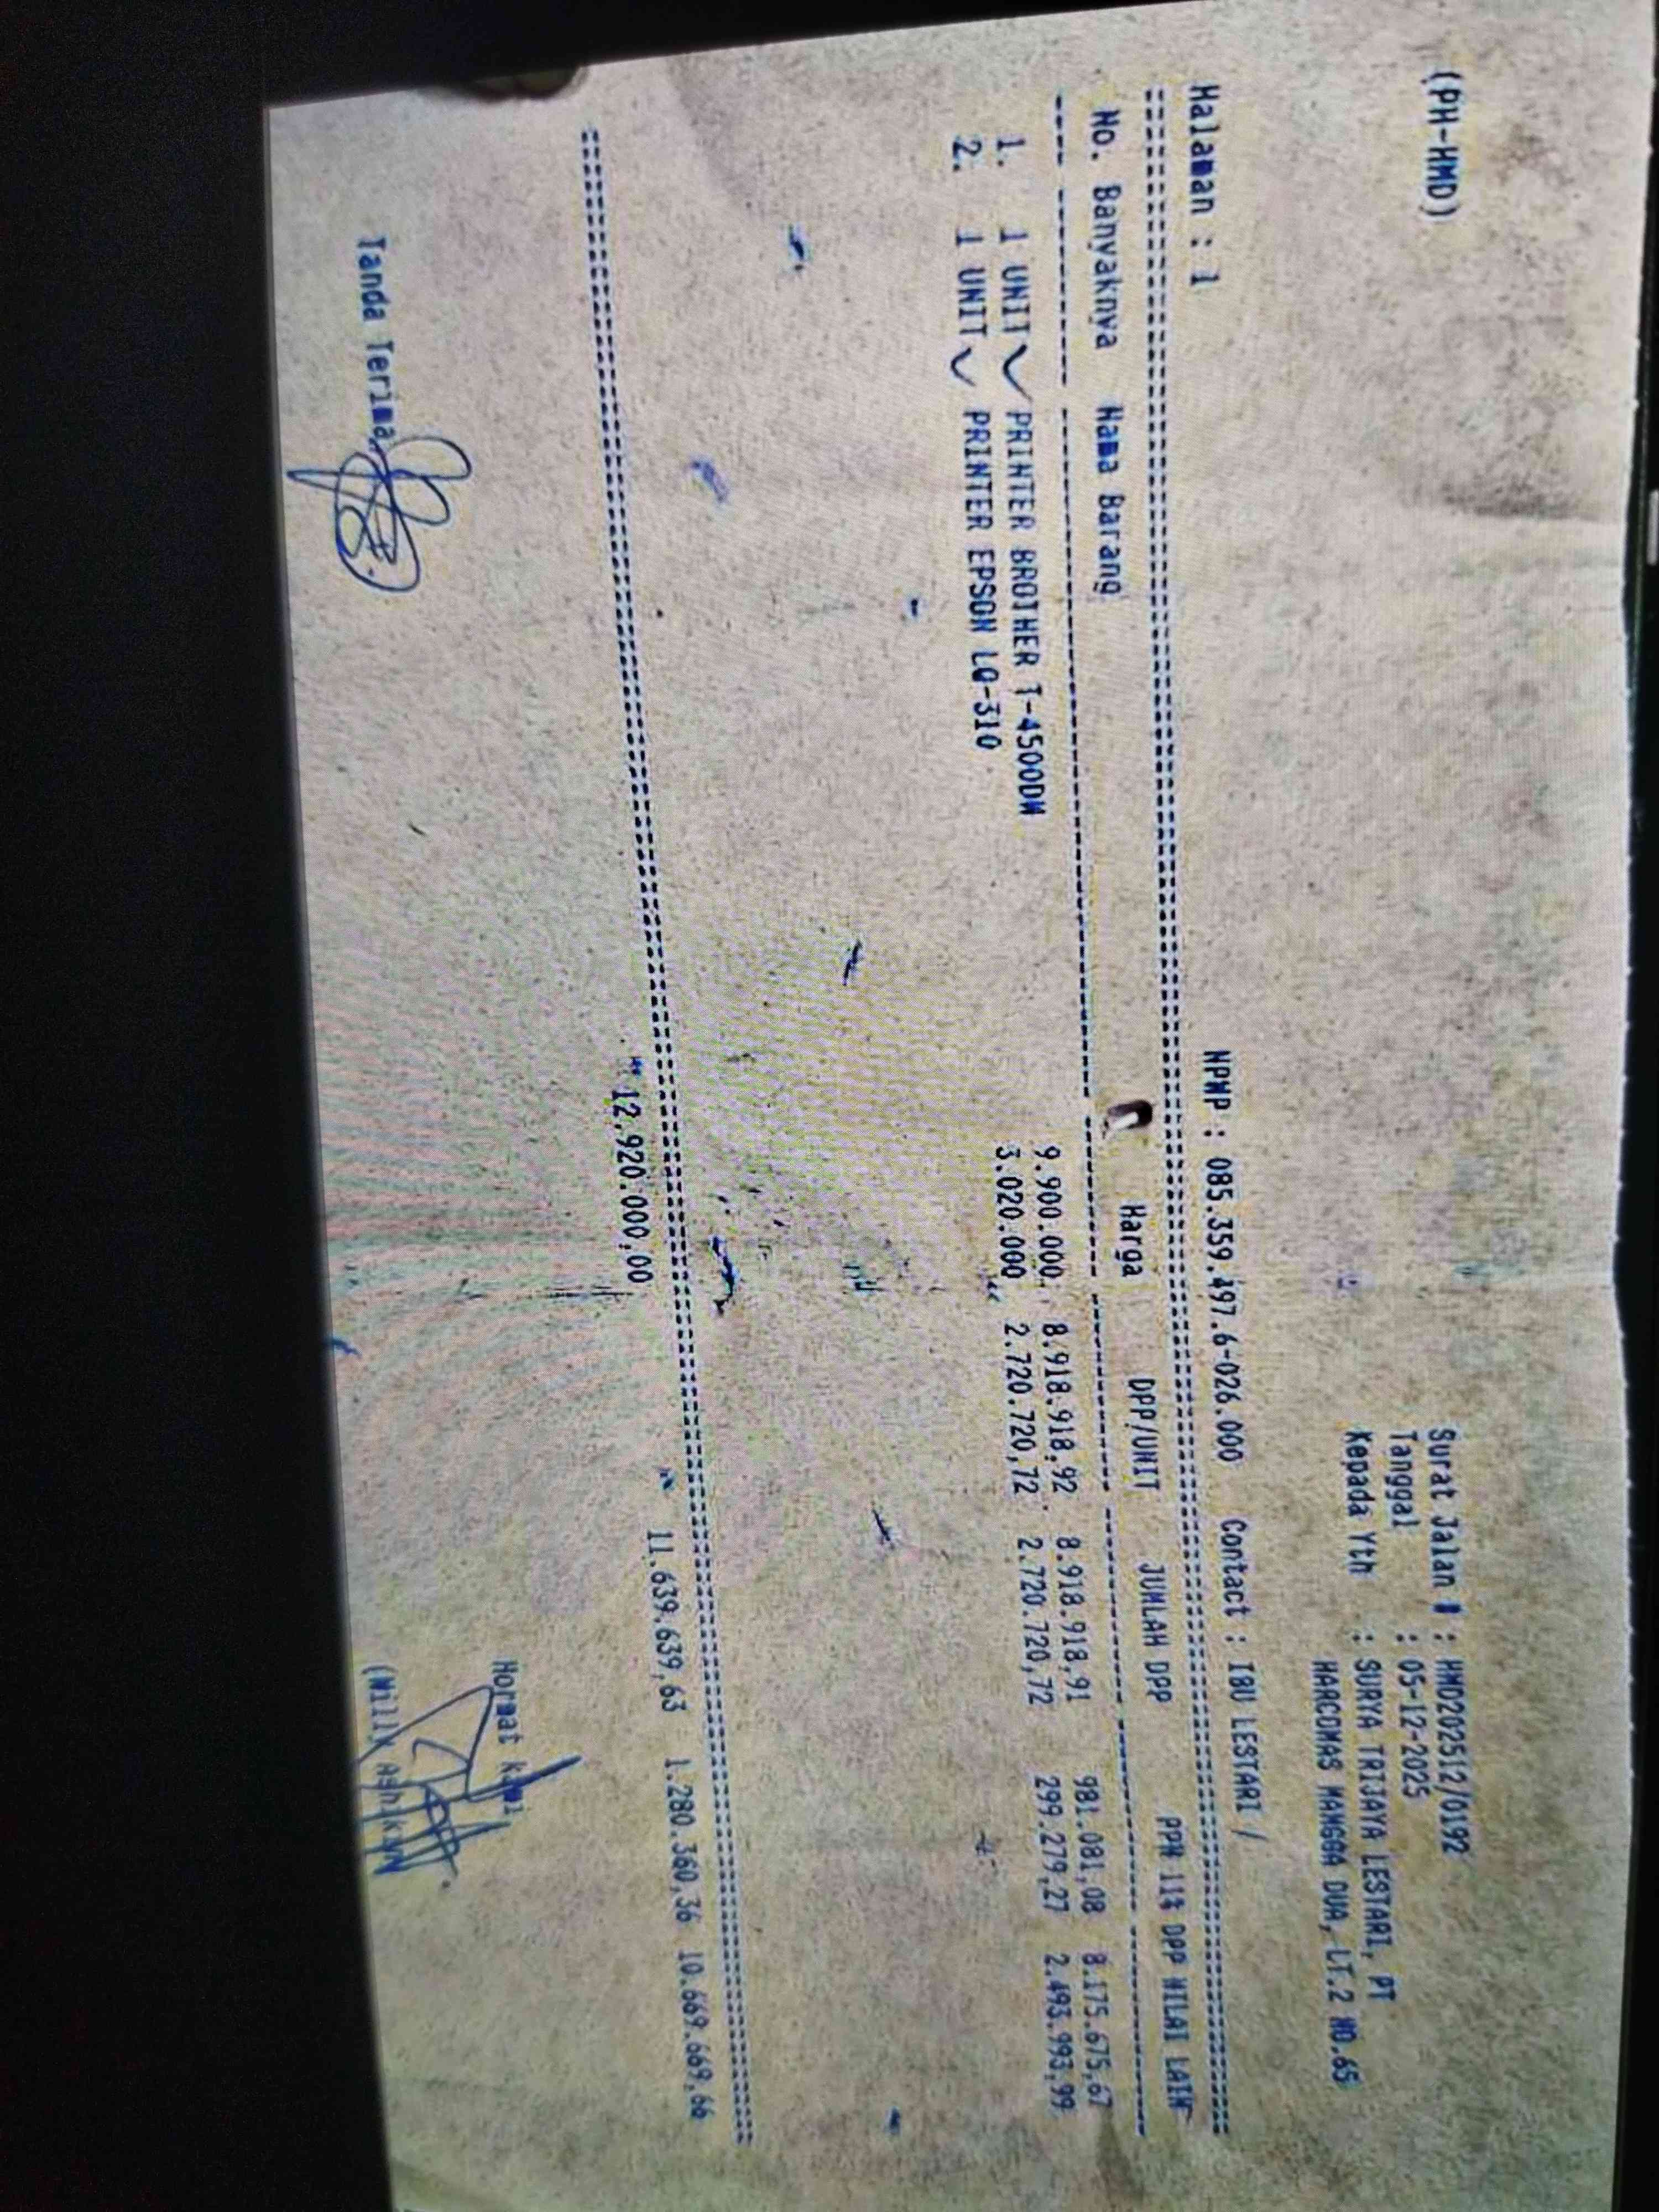 (PH-HMD)
Surat Jalan # : HMD202512/0192
Tanggal : 05-12-2025
Kepada Yth : SURYA TRIJAYA LESTARI, PT
HARCOMAS MANGGA DUA, LT.2 NO.65
Halaman : 1 NPWP : 085.359.497.6-026.000 Contact : IBU LESTARI /
No. Banyaknya Nama Barang Harga DPP/UNIT JUMLAH DPP PPN 11% DPP NILAI LAIN
1. 1 UNIT PRINTER BROTHER T-4500DW 9.900.000 8.918.918,92 8.918.918,91 981.081,08 8.175.675,67
2. 1 UNIT PRINTER EPSON LQ-310 3.020.000 2.720.720,72 2.720.720,72 299.279,27 2.493.993,99
12.920.000,00 11.639.639,63 1.280.360,36 10.669.669,66
Tanda Terima, Hormat Kami,